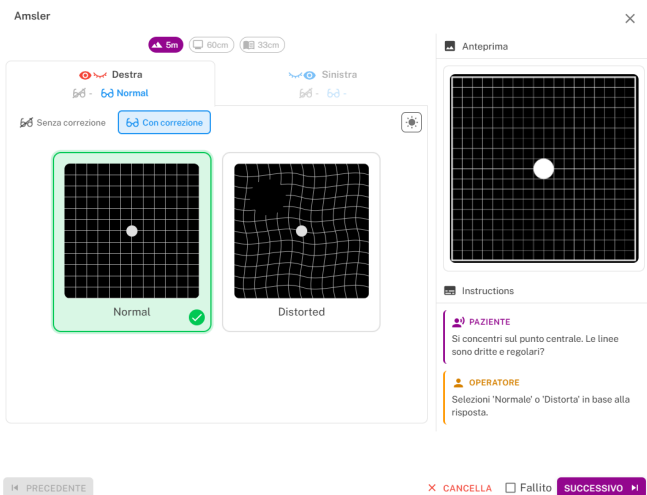 Amsler
5m
60cm
33cm
Destra
- Normal
Sinistra
- -
Senza correzione
Con correzione
Normal
Distorted
Anteprima
Instructions
PAZIENTE
Si concentri sul punto centrale. Le linee
sono dritte e regolari?
OPERATORE
Selezioni 'Normale' o 'Distorta' in base alla
risposta.
PRECEDENTE
CANCELLA
Fallito
SUCCESSIVO